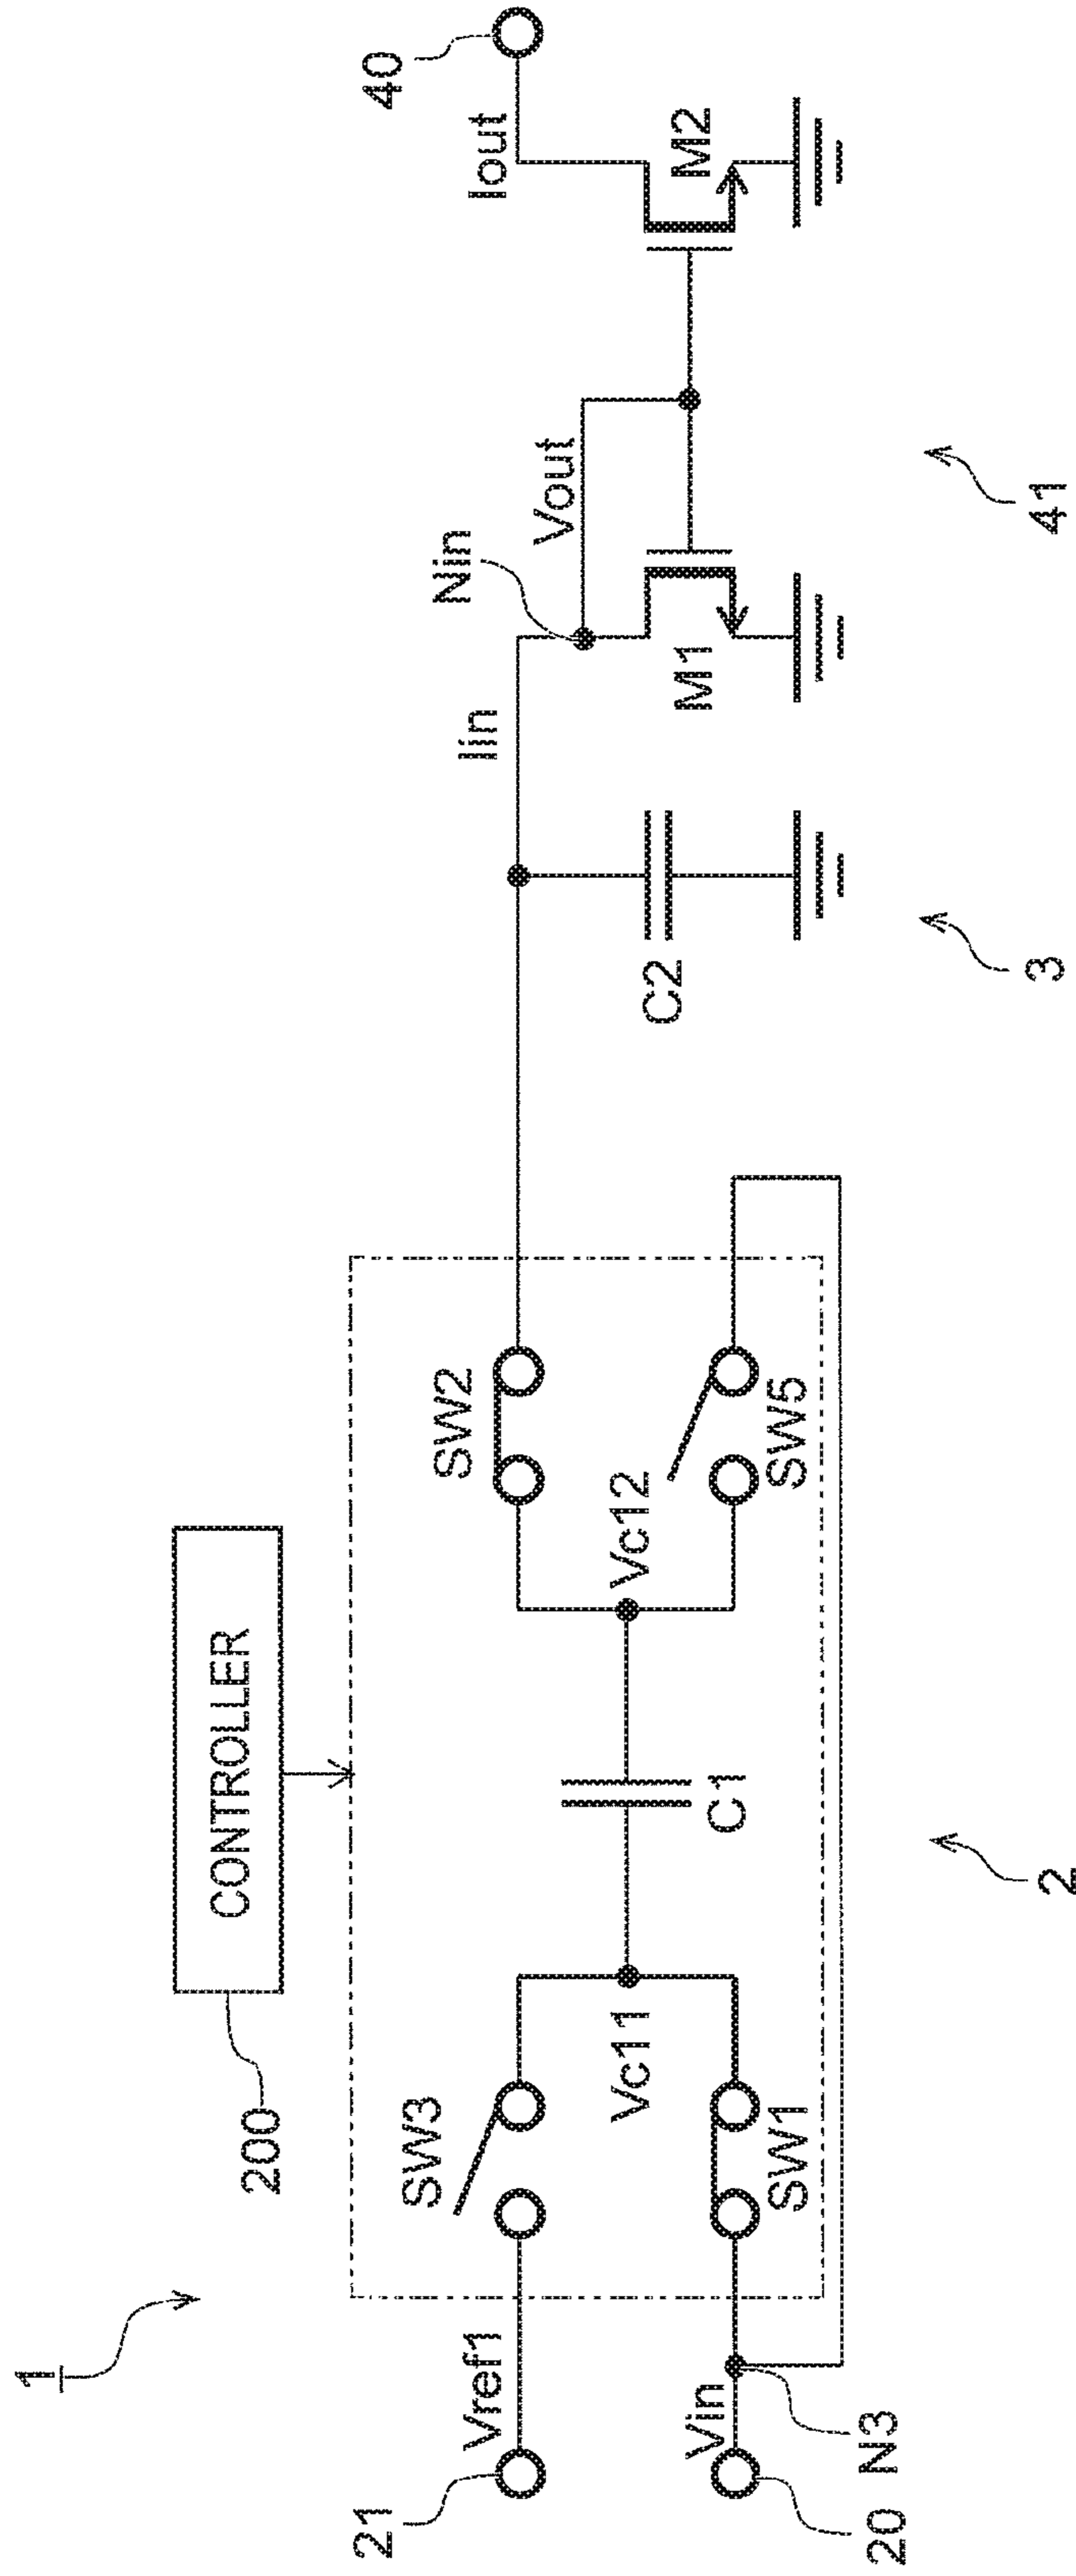 1
200
CONTROLLER
21
Vref1
SW3
SW2
Iin
Nin
Vout
Iout
40
Vc11
Vc12
C1
C2
M1
M2
Vin
20
N3
SW1
SW5
2
3
41